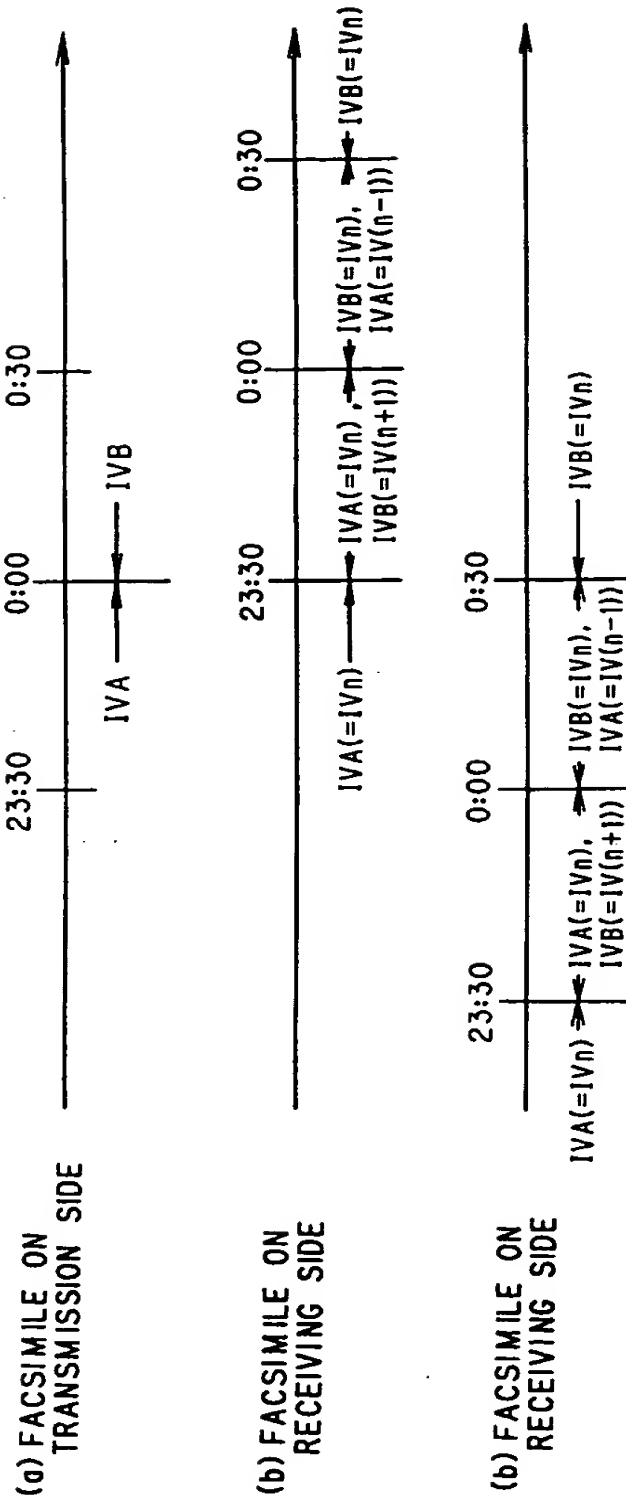 (a) FACSIMILE ON
TRANSMISSION SIDE
23:30
0:00
0:30
IVA
IVB
(b) FACSIMILE ON
RECEIVING SIDE
23:30
0:00
0:30
IVA(=IVn)
IVA(=IVn),
IVB(=IV(n+1))
IVB(=IVn),
IVA(=IV(n-1))
IVB(=IVn)
(b) FACSIMILE ON
RECEIVING SIDE
23:30
0:00
0:30
IVA(=IVn)
IVA(=IVn),
IVB(=IV(n+1))
IVB(=IVn),
IVA(=IV(n-1))
IVB(=IVn)